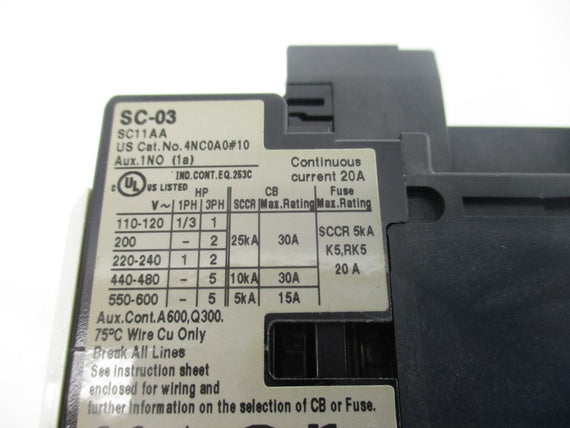 SC-03
SC11AA
US Cat.No.4NC0A0#10
Aux.1NO (1a)
Continuous
current 20A
IND.CONT.EQ.253C
C UL US LISTED
HP CB Fuse
V~ 1PH 3PH SCCR Max.Rating Max.Rating
110-120 1/3 1
200 – 2 25kA 30A SCCR 5kA
220-240 1 2 K5,RK5
440-480 – 5 10kA 30A 20 A
550-600 – 5 5kA 15A
Aux.Cont.A600,Q300.
75°C Wire Cu Only
Break All Lines
See instruction sheet
enclosed for wiring and
further Information on the selection of CB or Fuse.